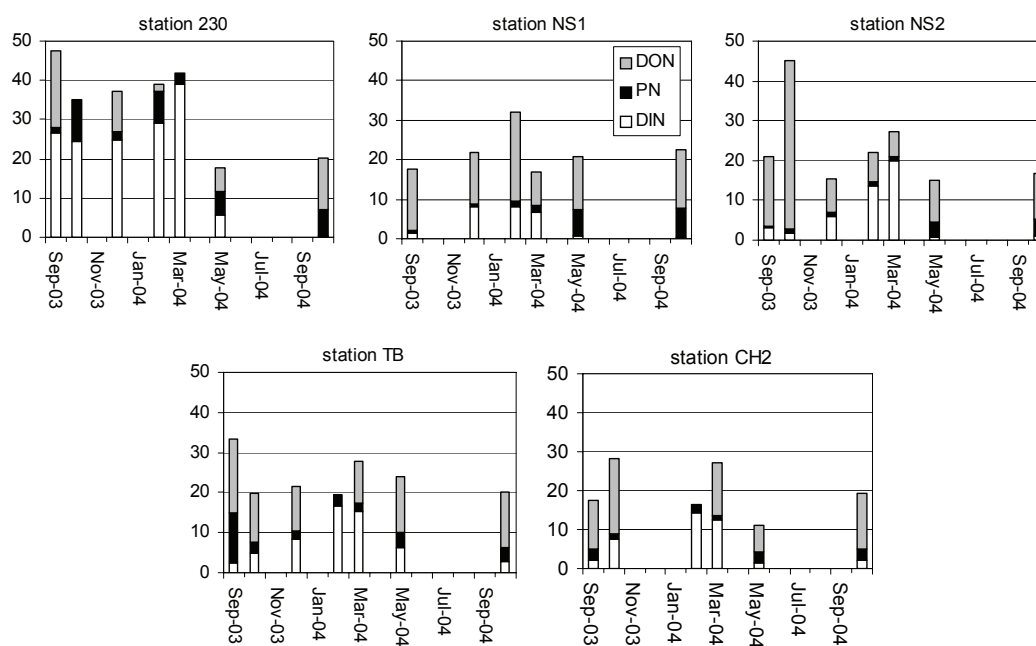 station 230
50
40
30
20
10
0
Sep-03
Nov-03
Jan-04
Mar-04
May-04
Jul-04
Sep-04
station NS1
50
40
30
20
10
0
DON
PN
DIN
Sep-03
Nov-03
Jan-04
Mar-04
May-04
Jul-04
Sep-04
station NS2
50
40
30
20
10
0
Sep-03
Nov-03
Jan-04
Mar-04
May-04
Jul-04
Sep-04
station TB
50
40
30
20
10
0
Sep-03
Nov-03
Jan-04
Mar-04
May-04
Jul-04
Sep-04
station CH2
50
40
30
20
10
0
Sep-03
Nov-03
Jan-04
Mar-04
May-04
Jul-04
Sep-04